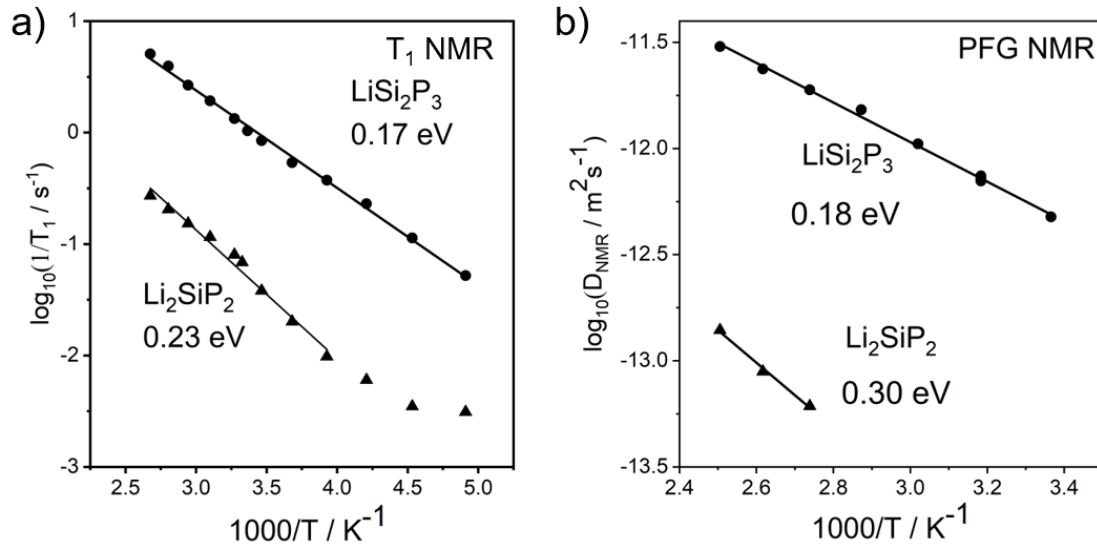 a)
T₁ NMR
LiSi₂P₃
0.17 eV
Li₂SiP₂
0.23 eV
log₁₀(1/T₁ / s⁻¹)
1
0
-1
-2
-3
2.5 3.0 3.5 4.0 4.5 5.0
1000/T / K⁻¹
b)
PFG NMR
LiSi₂P₃
0.18 eV
Li₂SiP₂
0.30 eV
log₁₀(D_NMR / m²s⁻¹)
-11.5
-12.0
-12.5
-13.0
-13.5
2.4 2.6 2.8 3.0 3.2 3.4
1000/T / K⁻¹